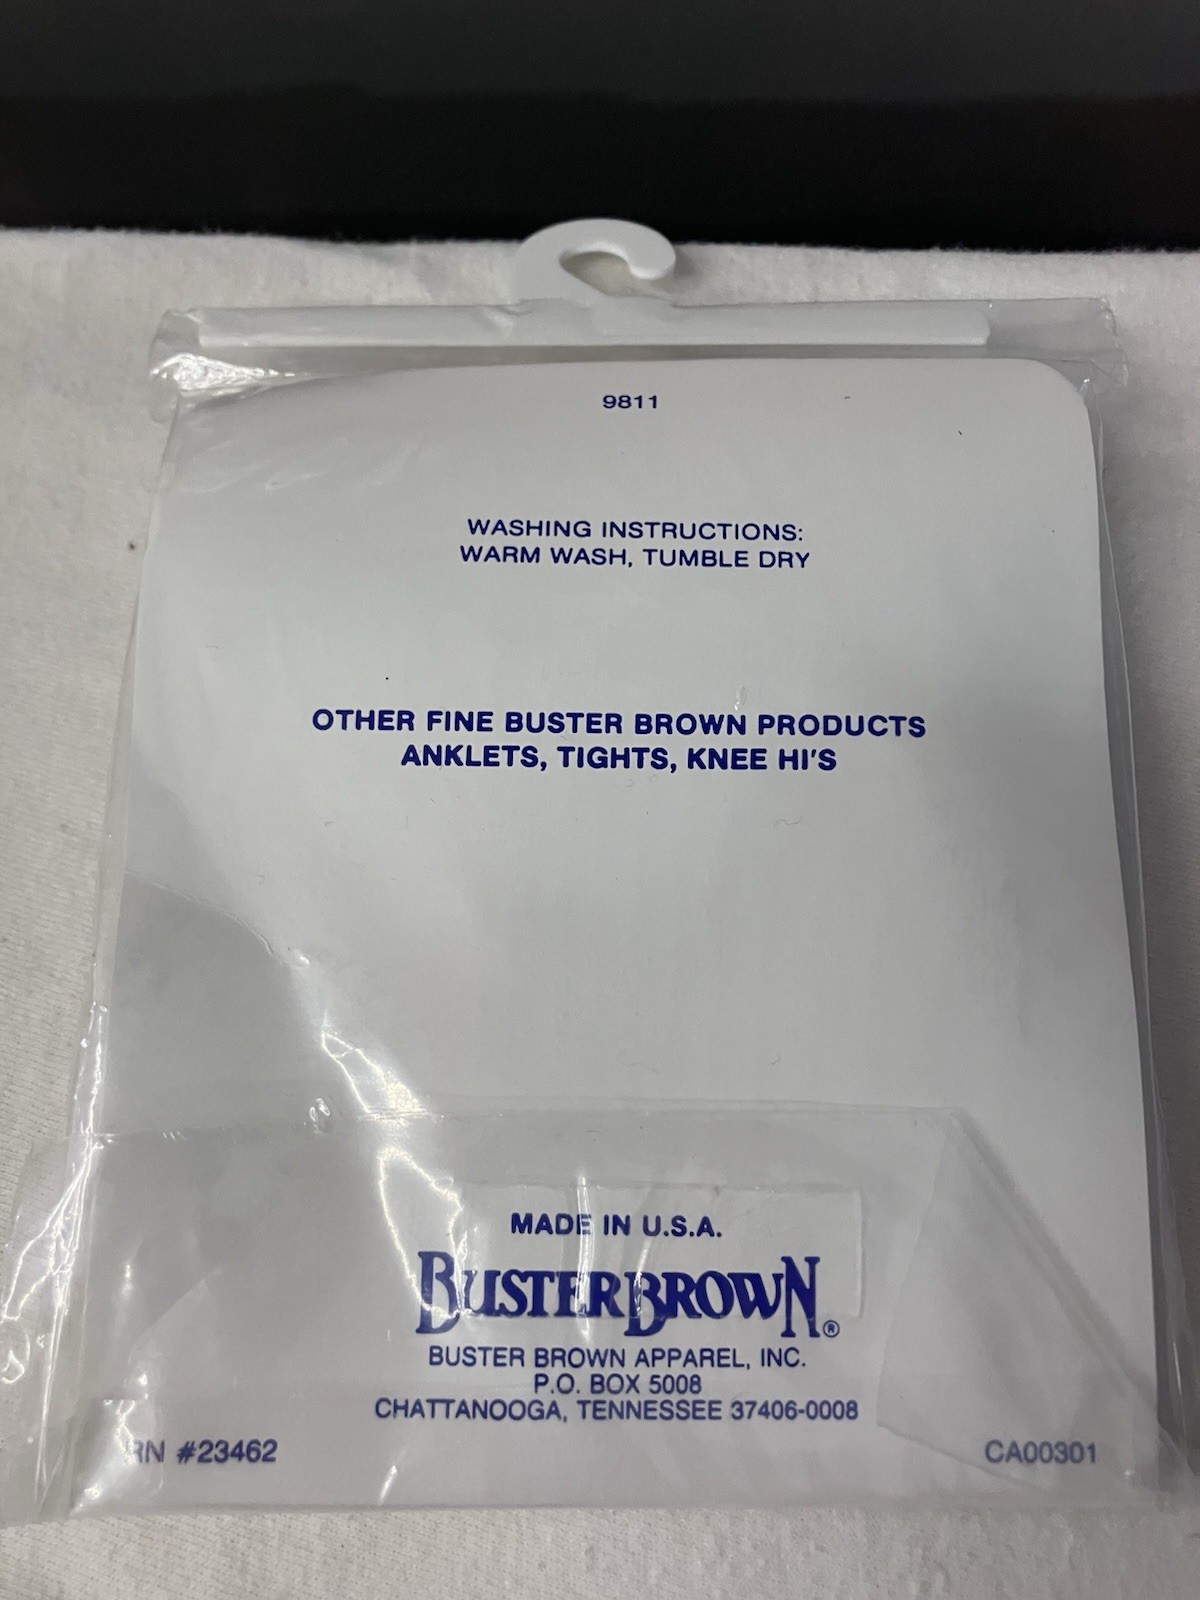 9811
WASHING INSTRUCTIONS:
WARM WASH, TUMBLE DRY
OTHER FINE BUSTER BROWN PRODUCTS
ANKLETS, TIGHTS, KNEE HI'S
MADE IN U.S.A.
BUSTER BROWN®
BUSTER BROWN APPAREL, INC.
P.O. BOX 5008
CHATTANOOGA, TENNESSEE 37406-0008
RN #23462
CA00301